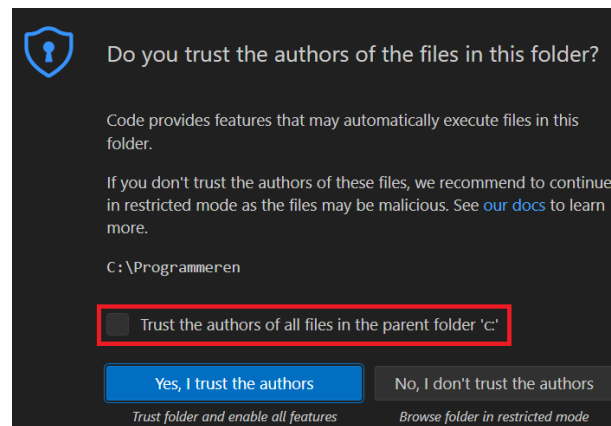 Do you trust the authors of the files in this folder?
Code provides features that may automatically execute files in this
folder.
If you don't trust the authors of these files, we recommend to continue
in restricted mode as the files may be malicious. See our docs to learn
more.
C:\Programmeren
Trust the authors of all files in the parent folder 'c:'
Yes, I trust the authors
No, I don't trust the authors
Trust folder and enable all features
Browse folder in restricted mode